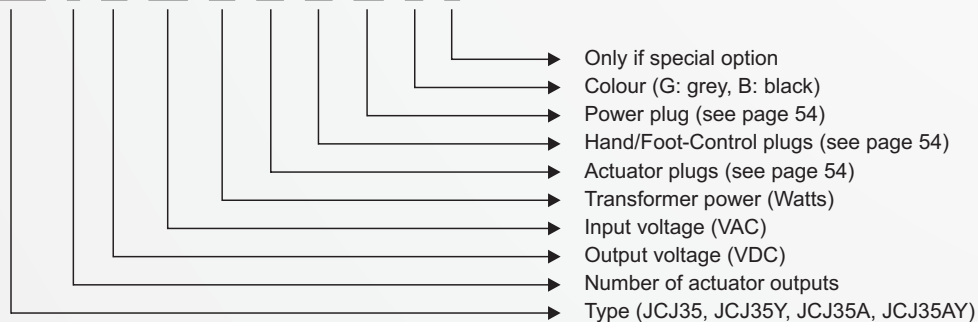 Only if special option
Colour (G: grey, B: black)
Power plug (see page 54)
Hand/Foot-Control plugs (see page 54)
Actuator plugs (see page 54)
Transformer power (Watts)
Input voltage (VAC)
Output voltage (VDC)
Number of actuator outputs
Type (JCJ35, JCJ35Y, JCJ35A, JCJ35AY)